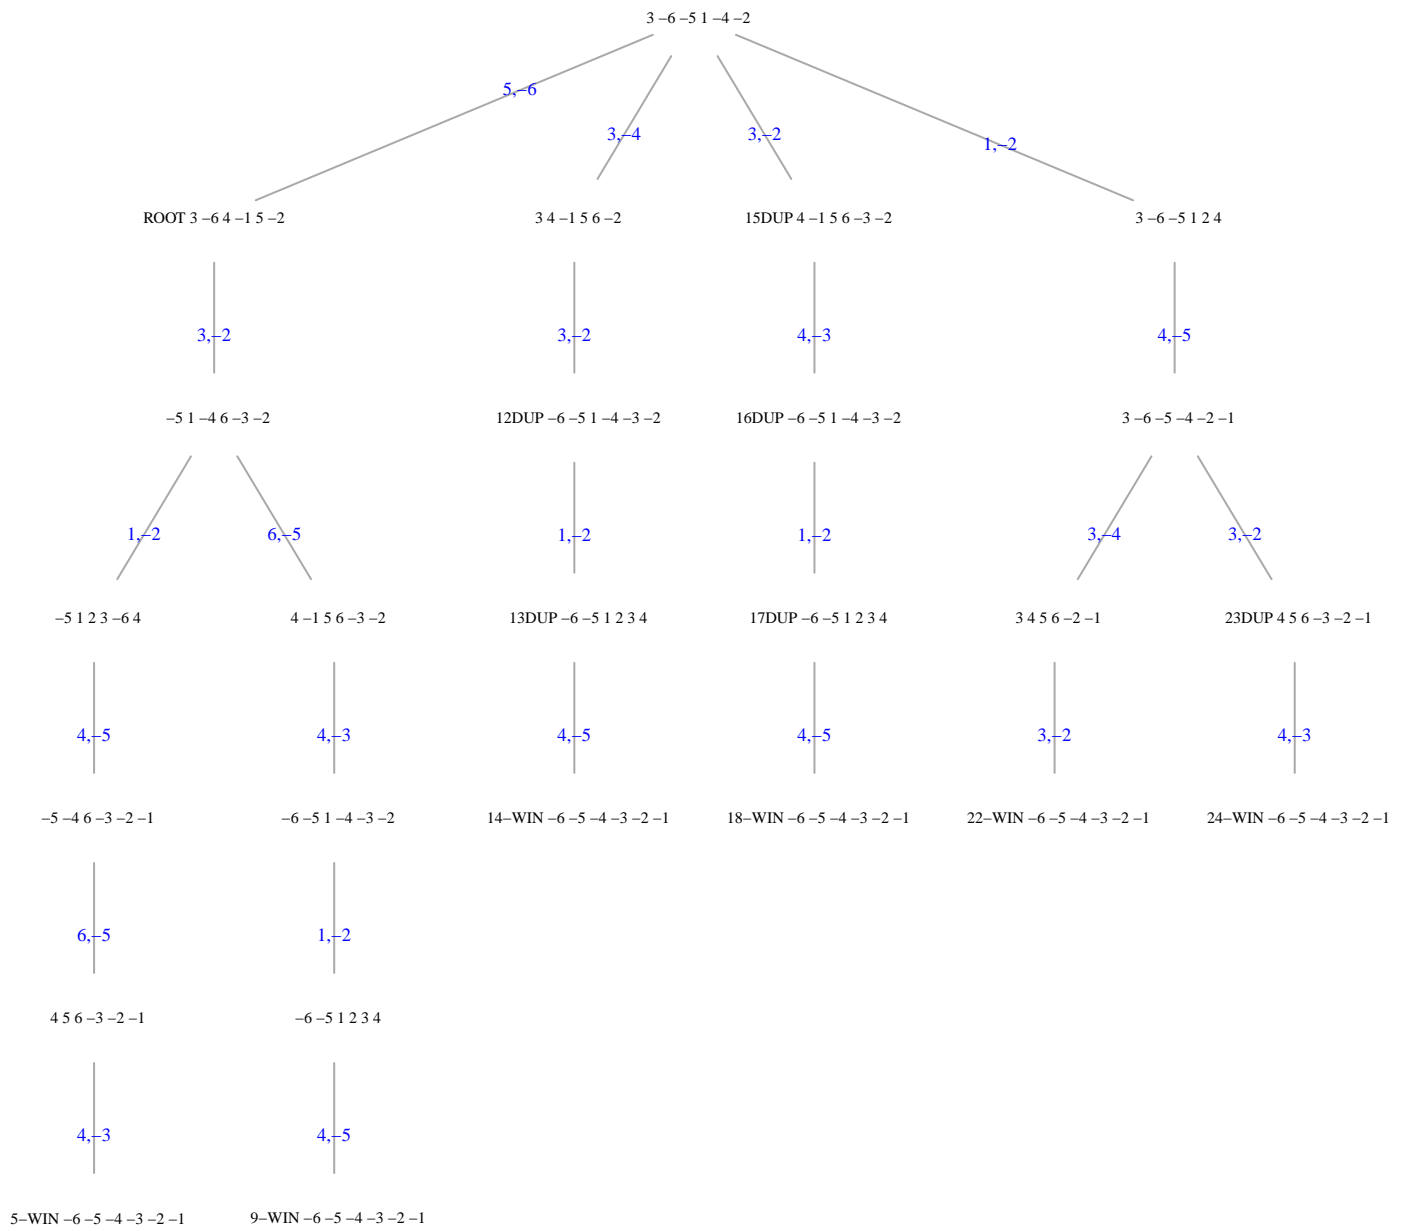 3 –6 –5 1 –4 –2
5,–6
3,–4
3,–2
1,–2
ROOT 3 –6 4 –1 5 –2
3 4 –1 5 6 –2
15DUP 4 –1 5 6 –3 –2
3 –6 –5 1 2 4
3,–2
3,–2
4,–3
4,–5
–5 1 –4 6 –3 –2
12DUP –6 –5 1 –4 –3 –2
16DUP –6 –5 1 –4 –3 –2
3 –6 –5 –4 –2 –1
1,–2
6,–5
1,–2
1,–2
3,–4
3,–2
–5 1 2 3 –6 4
4 –1 5 6 –3 –2
13DUP –6 –5 1 2 3 4
17DUP –6 –5 1 2 3 4
3 4 5 6 –2 –1
23DUP 4 5 6 –3 –2 –1
4,–5
4,–3
4,–5
4,–5
3,–2
4,–3
–5 –4 6 –3 –2 –1
–6 –5 1 –4 –3 –2
14–WIN –6 –5 –4 –3 –2 –1
18–WIN –6 –5 –4 –3 –2 –1
22–WIN –6 –5 –4 –3 –2 –1
24–WIN –6 –5 –4 –3 –2 –1
6,–5
1,–2
4 5 6 –3 –2 –1
–6 –5 1 2 3 4
4,–3
4,–5
5–WIN –6 –5 –4 –3 –2 –1
9–WIN –6 –5 –4 –3 –2 –1